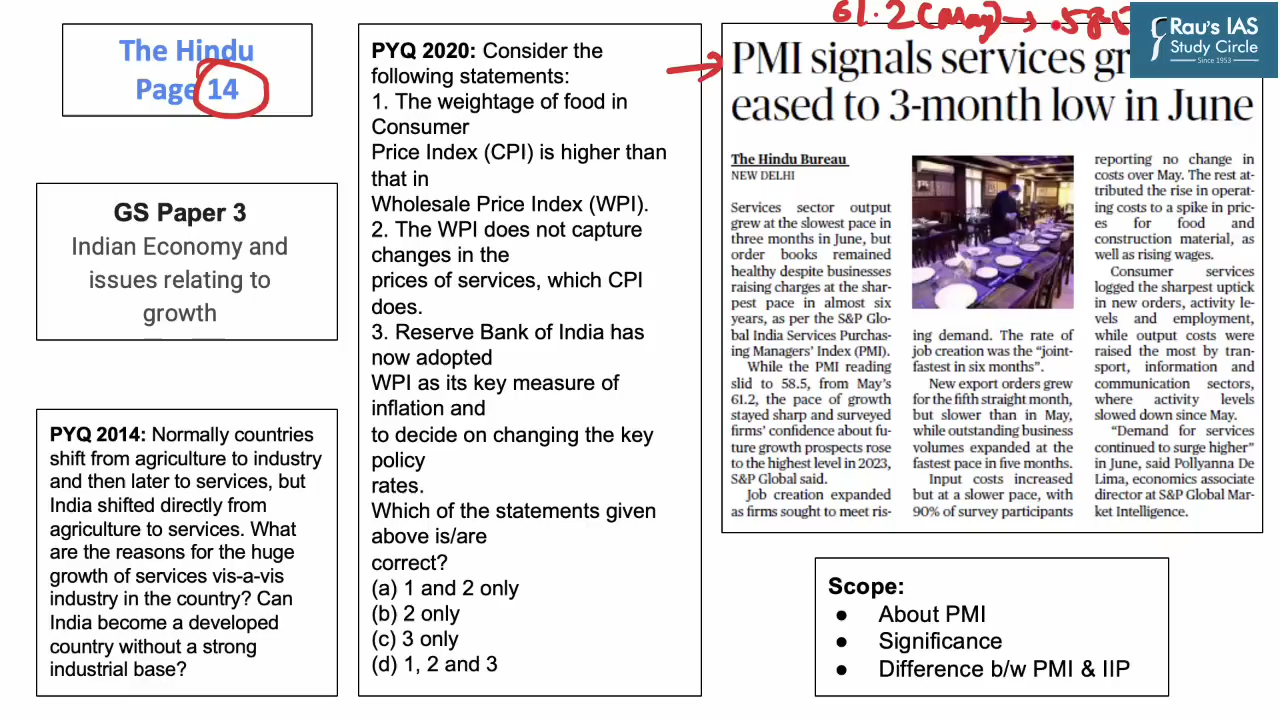 The Hindu
Page 14
GS Paper 3
Indian Economy and
issues relating to
growth
PYQ 2014: Normally countries
shift from agriculture to industry
and then later to services, but
India shifted directly from
agriculture to services. What
are the reasons for the huge
growth of services vis-a-vis
industry in the country? Can
India become a developed
country without a strong
industrial base?
PYQ 2020: Consider the
following statements:
1. The weightage of food in
Consumer
Price Index (CPI) is higher than
that in
Wholesale Price Index (WPI).
2. The WPI does not capture
changes in the
prices of services, which CPI
does.
3. Reserve Bank of India has
now adopted
WPI as its key measure of
inflation and
to decide on changing the key
policy
rates.
Which of the statements given
above is/are
correct?
(a) 1 and 2 only
(b) 2 only
(c) 3 only
(d) 1, 2 and 3
61.2 (May) → 58.5
Rau's IAS
Study Circle
Since 1953
PMI signals services
eased to 3-month low in June
The Hindu Bureau
NEW DELHI
Services sector output
grew at the slowest pace in
three months in June, but
order books remained
healthy despite businesses
raising charges at the shar-
pest pace in almost six
years, as per the S&P Glo-
bal India Services Purchas-
ing Managers' Index (PMI).
While the PMI reading
slid to 58.5, from May's
61.2, the pace of growth
stayed sharp and surveyed
firms' confidence about fu-
ture growth prospects rose
to the highest level in 2023,
S&P Global said.
Job creation expanded
as firms sought to meet ris-
ing demand. The rate of
job creation was the "joint-
fastest in six months".
New export orders grew
for the fifth straight month,
but slower than in May,
while outstanding business
volumes expanded at the
fastest pace in five months.
Input costs increased
but at a slower pace, with
90% of survey participants
reporting no change in
costs over May. The rest at-
tributed the rise in operat-
ing costs to a spike in pric-
es for food and
construction material, as
well as rising wages.
Consumer services
logged the sharpest uptick
in new orders, activity le-
vels and employment,
while output costs were
raised the most by tran-
sport, information and
communication sectors,
where activity levels
slowed down since May.
"Demand for services
continued to surge higher"
in June, said Pollyanna De
Lima, economics associate
director at S&P Global Mar-
ket Intelligence.
Scope:
● About PMI
● Significance
● Difference b/w PMI & IIP